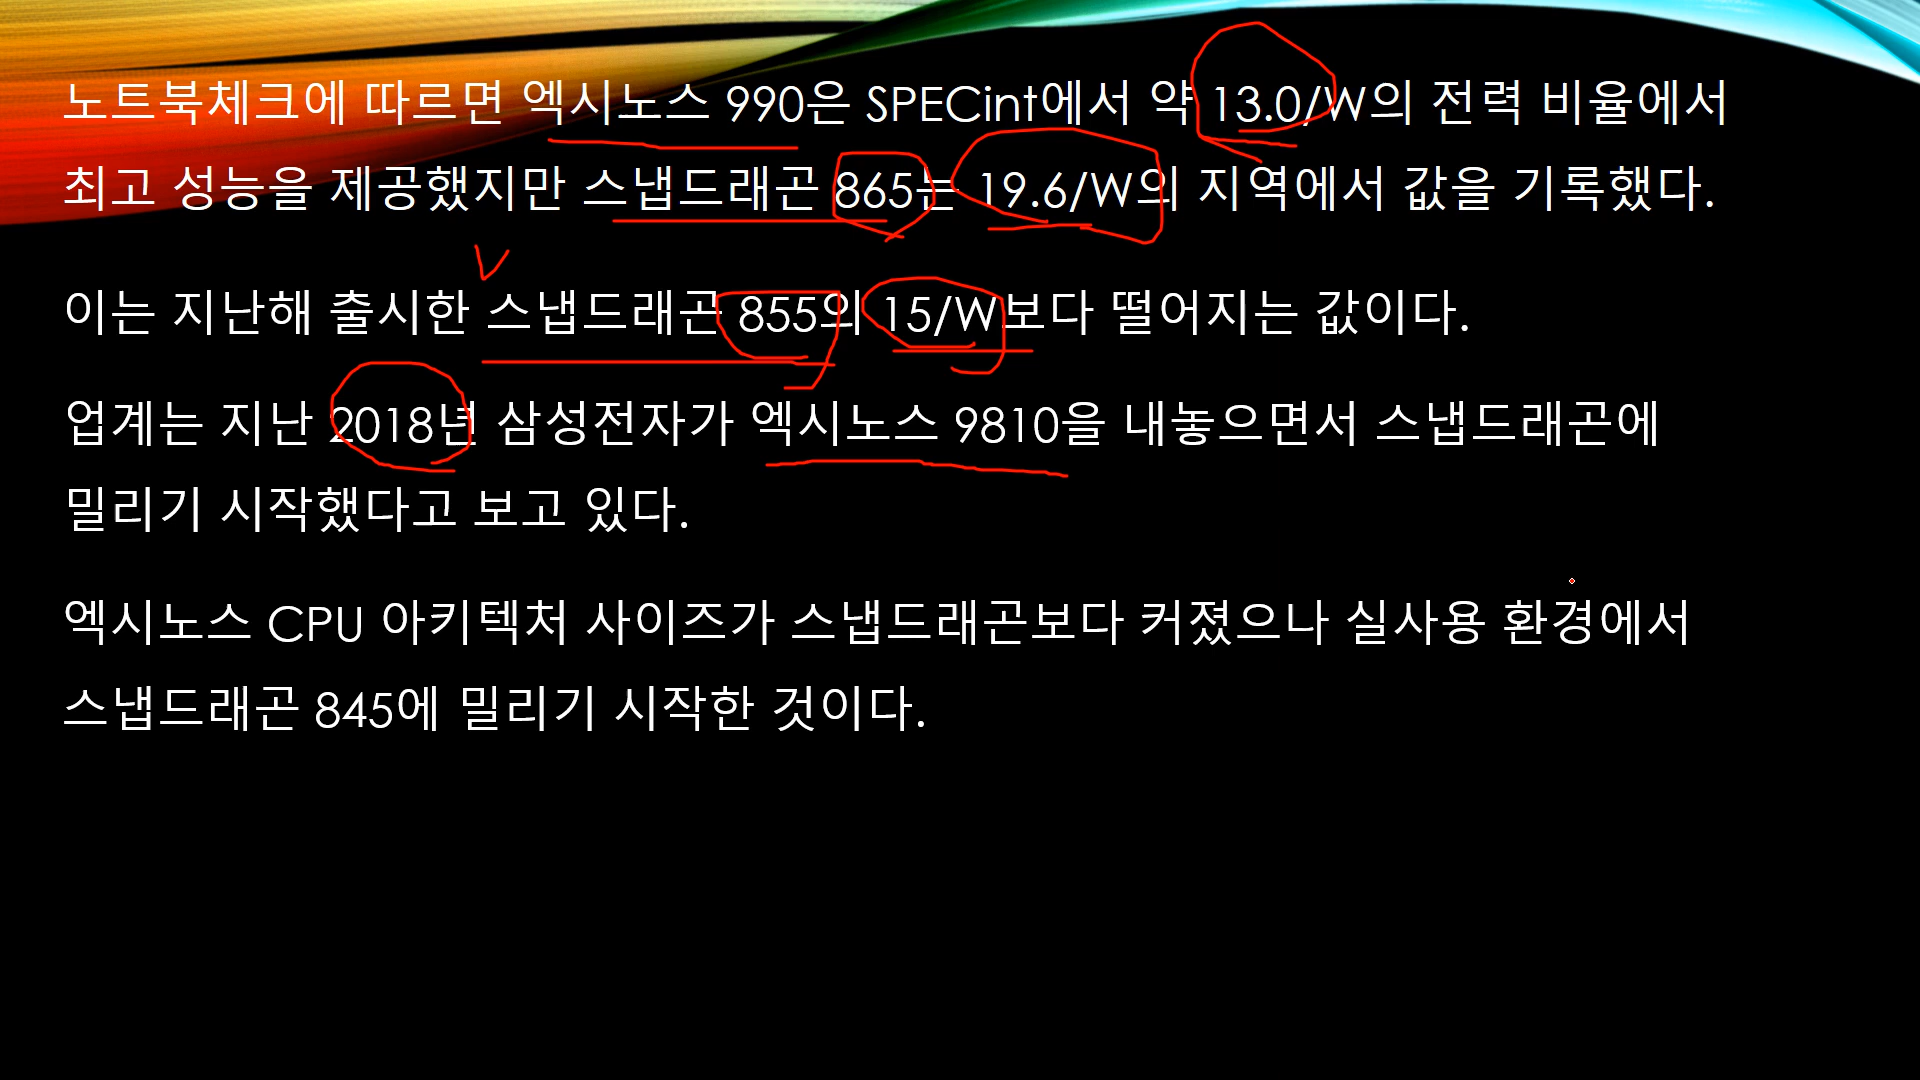 노트북체크에 따르면 엑시노스 990은 SPECint에서 약 13.0/W의 전력 비율에서
최고 성능을 제공했지만 스냅드래곤 865는 19.6/W의 지역에서 값을 기록했다.
이는 지난해 출시한 스냅드래곤 855의 15/W보다 떨어지는 값이다.
업계는 지난 2018년 삼성전자가 엑시노스 9810을 내놓으면서 스냅드래곤에
밀리기 시작했다고 보고 있다.
엑시노스 CPU 아키텍처 사이즈가 스냅드래곤보다 커졌으나 실사용 환경에서
스냅드래곤 845에 밀리기 시작한 것이다.